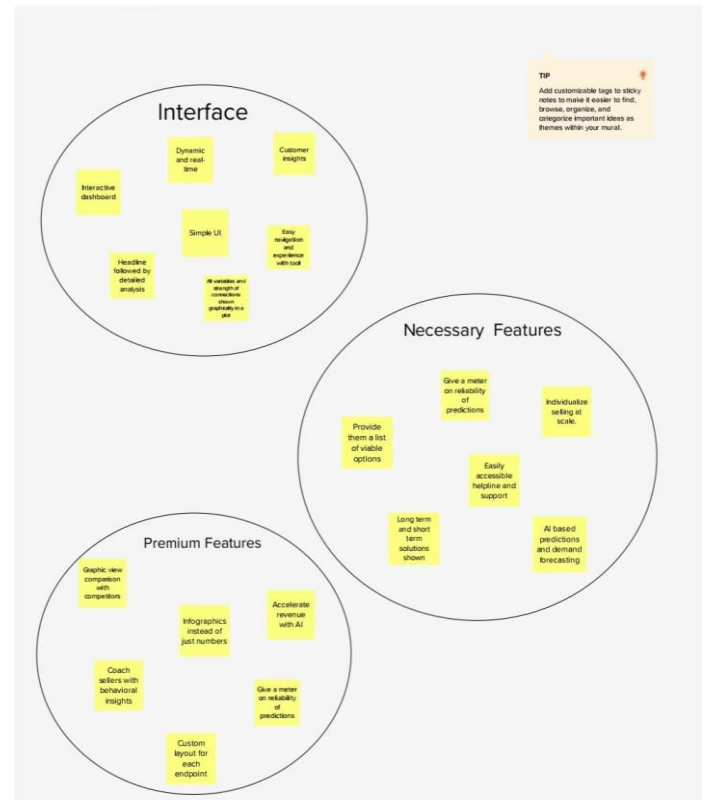 TIP
Add customizable tags to sticky
notes to make it easier to find,
browse, organize, and
categorize important ideas as
themes within your mural.
Interface
Dynamic
and real-
time
Customer
insights
Interactive
dashboard
Simple UI
Easy
navigation
and
experience
with tool
Headline
followed by
detailed
analysis
All variables and
strength of
connections
shown
graphically in a
plot
Necessary Features
Give a meter
on reliability
of
predictions
Individualize
selling at
scale.
Provide
them a list
of viable
options
Easily
accessible
helpline and
support
Long term
and short
term
solutions
shown
AI based
predictions
and demand
forecasting
Premium Features
Graphic view
comparison
with
competitors
Infographics
instead of
just numbers
Accelerate
revenue
with AI
Coach
sellers with
behavioral
insights
Give a meter
on reliability
of
predictions
Custom
layout for
each
endpoint